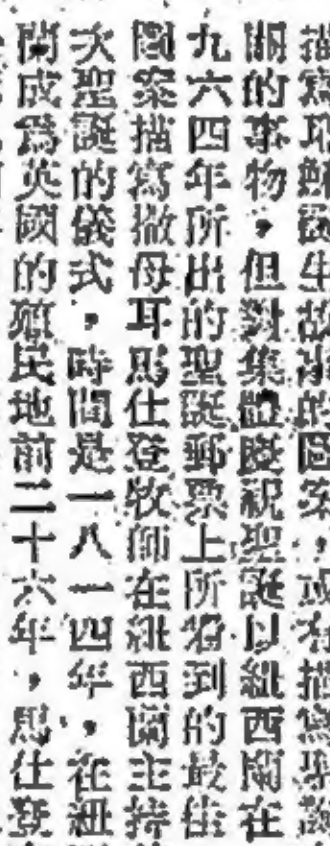 描寫耶穌誕生故事的圖案，或有描寫聖誕
湖的事物，但對集體慶祝聖誕以紐西蘭在
九六四年所出的聖誕郵票上所看到的最佳
圖案描寫撒母耳馬仕登牧師在紐西蘭主持
次聖誕的儀式，時間是一八一四年，在紐
蘭成為英國的殖民地前二十六年，馬仕登